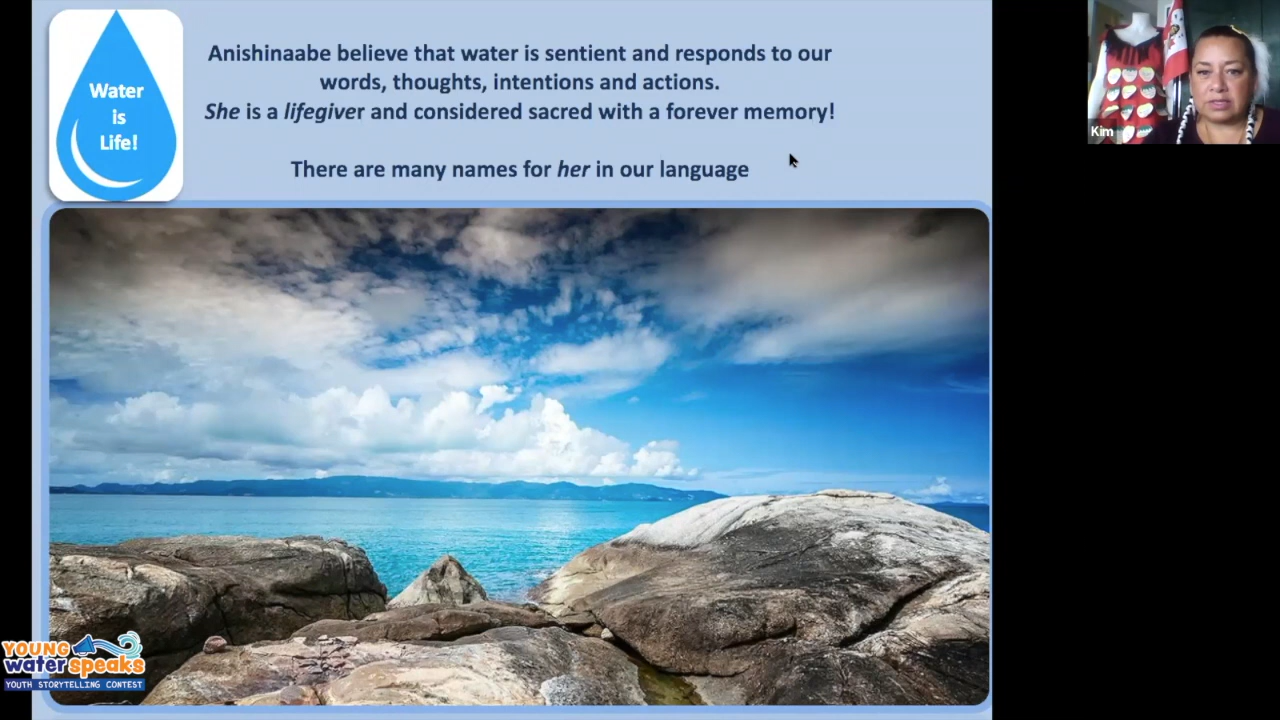 Water
is
Life!
Anishinaabe believe that water is sentient and responds to our
words, thoughts, intentions and actions.
She is a lifegiver and considered sacred with a forever memory!
There are many names for her in our language
Kim
YOUNG
water speaks
YOUTH STORYTELLING CONTEST